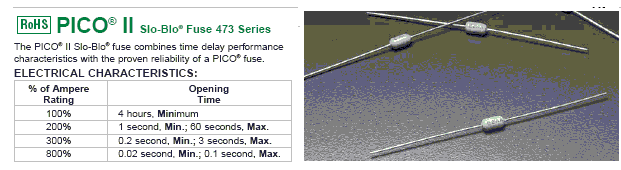 RoHS PICO® II Slo-Blo® Fuse 473 Series
The PICO® II Slo-Blo® fuse combines time delay performance
characteristics with the proven reliability of a PICO® fuse.
ELECTRICAL CHARACTERISTICS:
% of Ampere Opening
Rating Time
100% 4 hours, Minimum
200% 1 second, Min.; 60 seconds, Max.
300% 0.2 second, Min.; 3 seconds, Max.
800% 0.02 second, Min.; 0.1 second, Max.